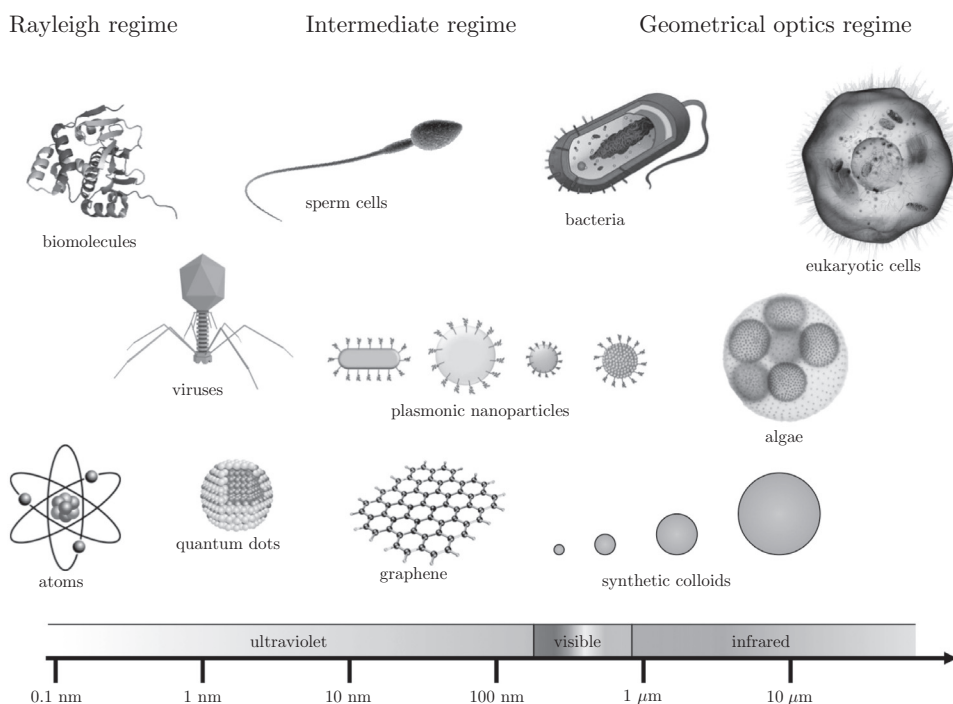 Rayleigh regime
Intermediate regime
Geometrical optics regime
biomolecules
sperm cells
bacteria
eukaryotic cells
viruses
plasmonic nanoparticles
algae
atoms
quantum dots
graphene
synthetic colloids
ultraviolet
visible
infrared
0.1 nm
1 nm
10 nm
100 nm
1 μm
10 μm